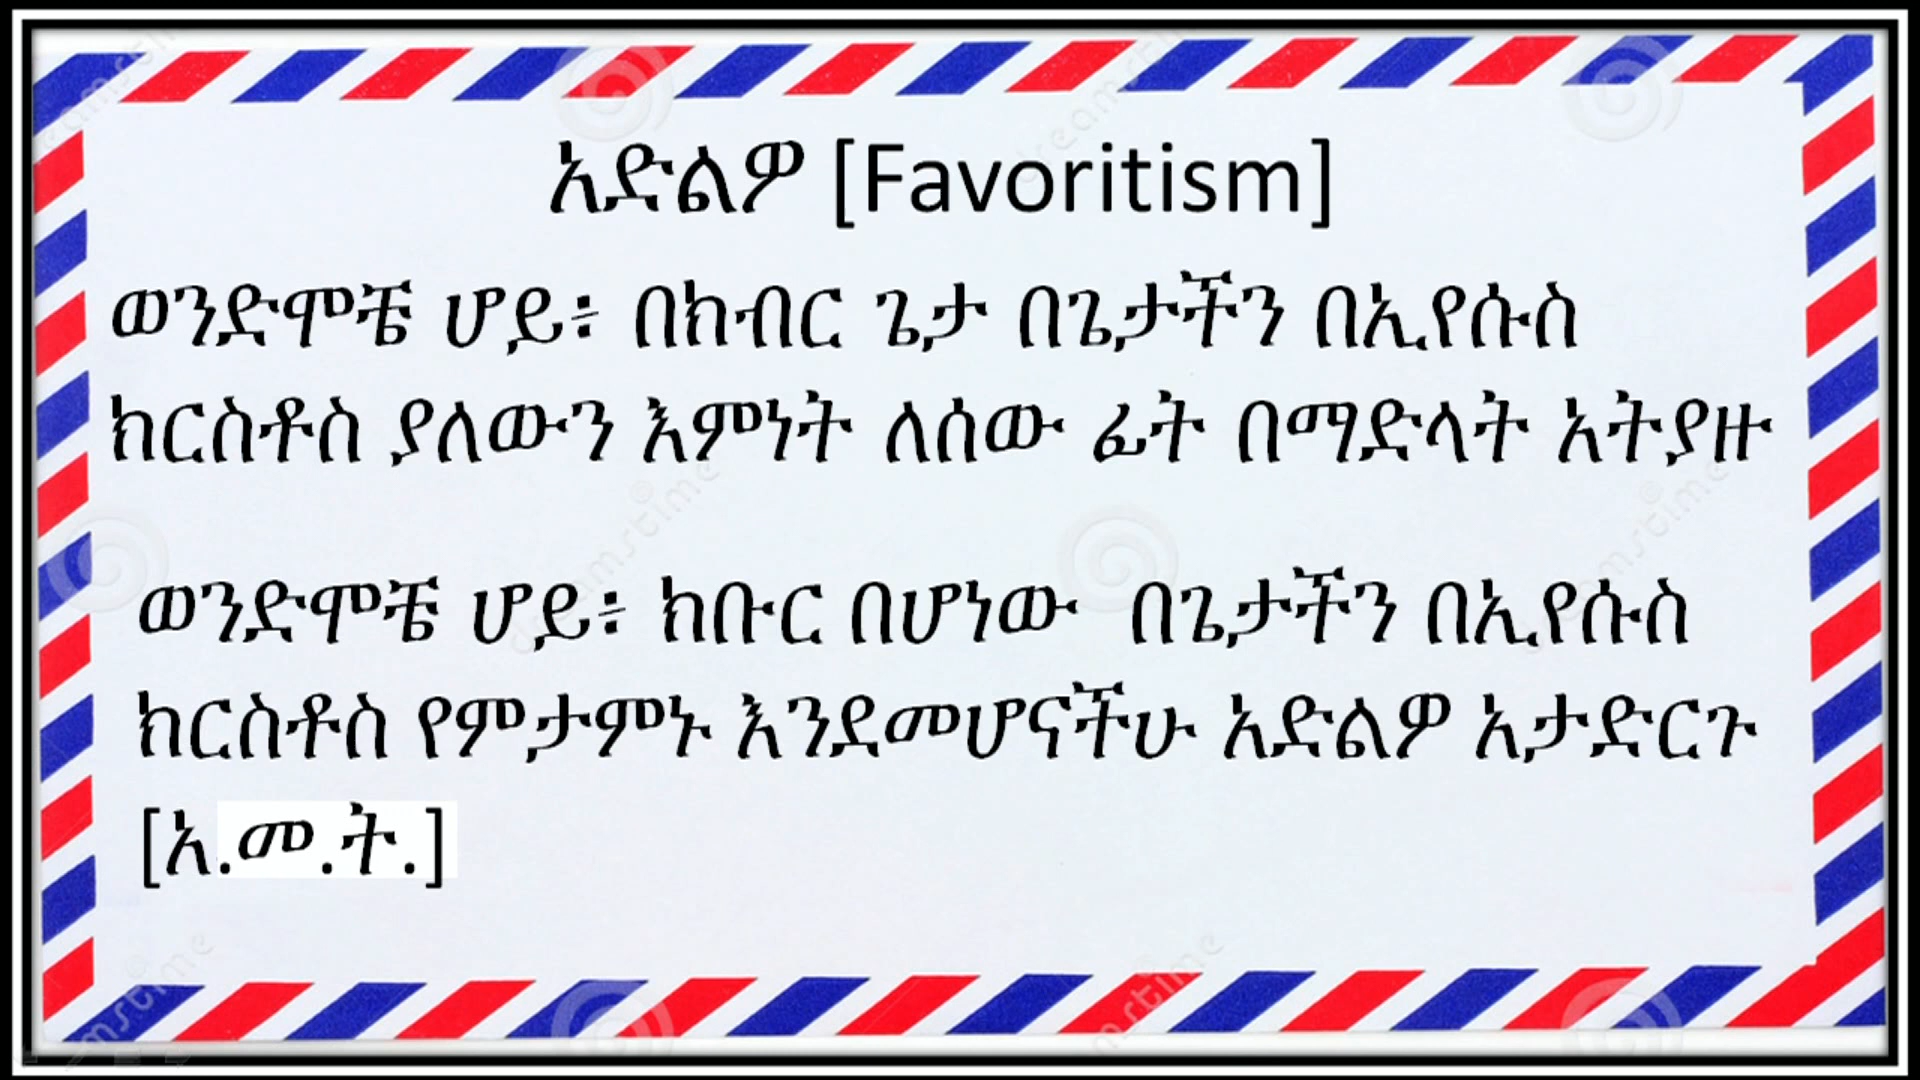 አድልዎ [Favoritism]
ወንድሞቼ ሆይ፥ በክብር ጌታ በጌታችን በኢየሱስ
ክርስቶስ ያለውን እምነት ለሰው ፊት በማድላት አትያዙ
ወንድሞቼ ሆይ፥ ክቡር በሆነው በጌታችን በኢየሱስ
ክርስቶስ የምታምኑ እንደመሆናችሁ አድልዎ አታድርጉ
[አ.መ.ት.]